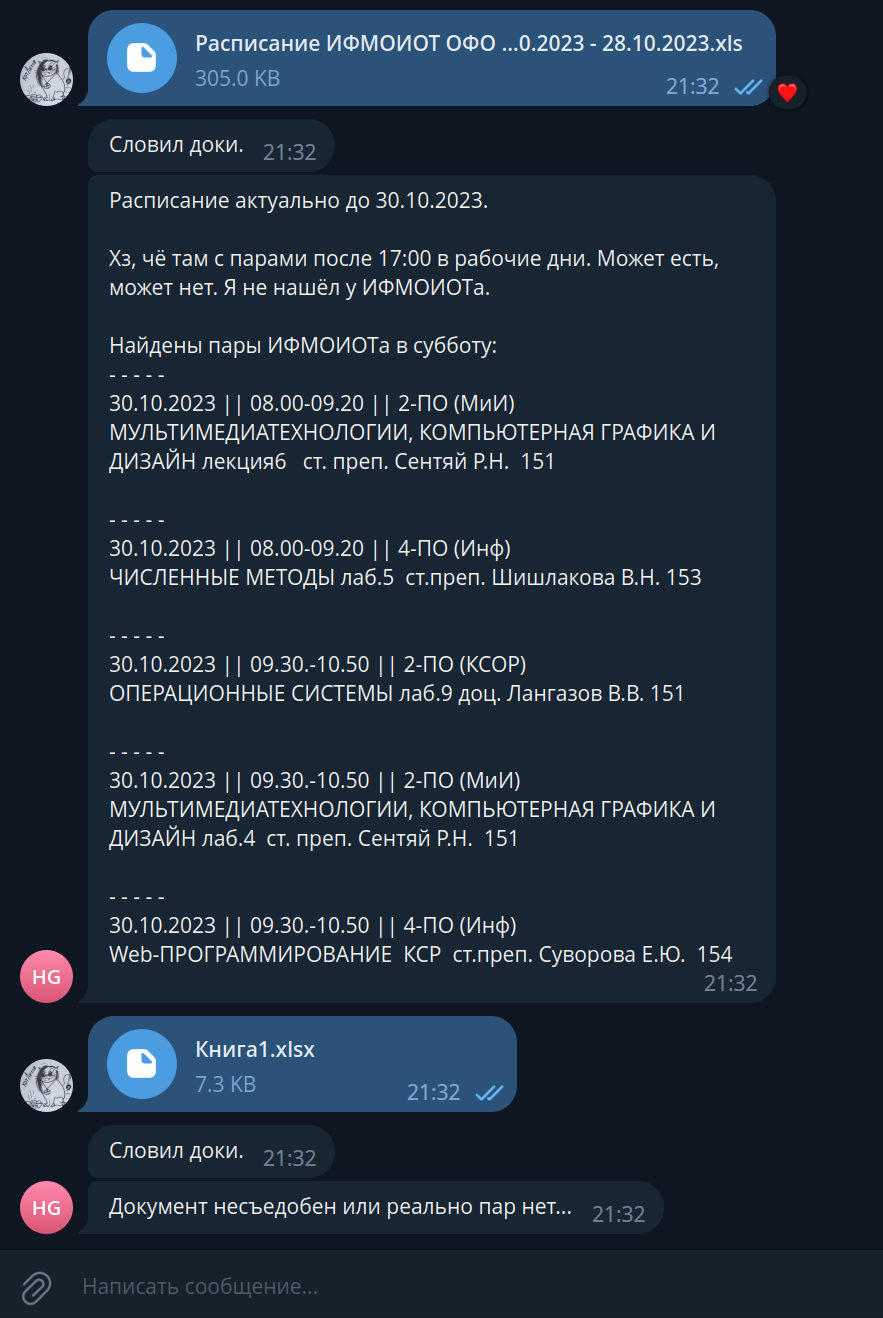 Расписание ИФМОИОТ ОФО ...0.2023 - 28.10.2023.xls
305.0 KB
21:32
Словил доки. 21:32
Расписание актуально до 30.10.2023.
Хз, чё там с парами после 17:00 в рабочие дни. Может есть,
может нет. Я не нашёл у ИФМОИОТа.
Найдены пары ИФМОИОТа в субботу:
- - - - -
30.10.2023 || 08.00-09.20 || 2-ПО (МиИ)
МУЛЬТИМЕДИАТЕХНОЛОГИИ, КОМПЬЮТЕРНАЯ ГРАФИКА И
ДИЗАЙН лекция6 ст. преп. Сентяй Р.Н. 151
- - - - -
30.10.2023 || 08.00-09.20 || 4-ПО (Инф)
ЧИСЛЕННЫЕ МЕТОДЫ лаб.5 ст.преп. Шишлакова В.Н. 153
- - - - -
30.10.2023 || 09.30.-10.50 || 2-ПО (КСОР)
ОПЕРАЦИОННЫЕ СИСТЕМЫ лаб.9 доц. Лангазов В.В. 151
- - - - -
30.10.2023 || 09.30.-10.50 || 2-ПО (МиИ)
МУЛЬТИМЕДИАТЕХНОЛОГИИ, КОМПЬЮТЕРНАЯ ГРАФИКА И
ДИЗАЙН лаб.4 ст. преп. Сентяй Р.Н. 151
- - - - -
30.10.2023 || 09.30.-10.50 || 4-ПО (Инф)
Web-ПРОГРАММИРОВАНИЕ КСР ст.преп. Суворова Е.Ю. 154
HG
21:32
Книга1.xlsx
7.3 KB
21:32
Словил доки. 21:32
HG
Документ несъедобен или реально пар нет... 21:32
Написать сообщение...